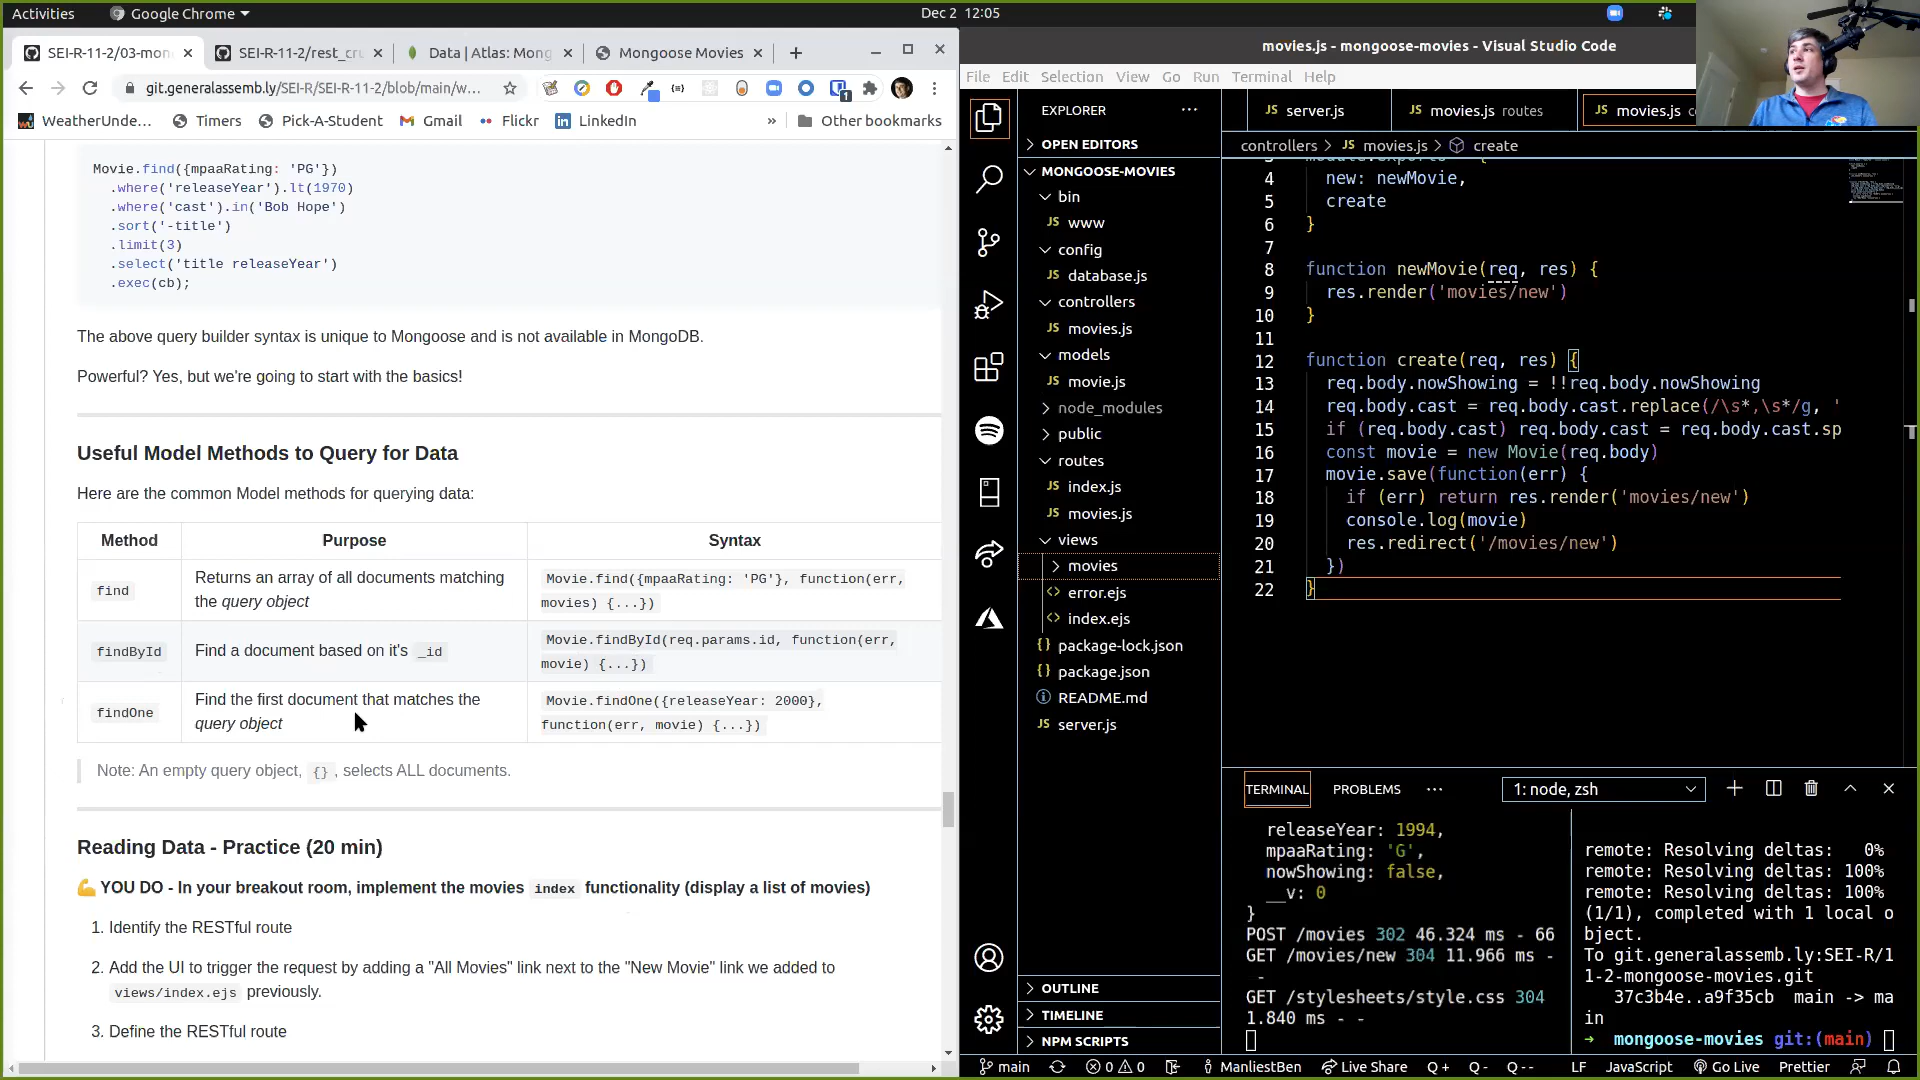 Activities
Google Chrome
Dec 2 12:05
SEI-R-11-2/03-mon
SEI-R-11-2/rest_cru
Data | Atlas: Mong
Mongoose Movies
git.generalassemb.ly/SEI-R/SEI-R-11-2/blob/main/w...
WeatherUnde...
Timers
Pick-A-Student
Gmail
Flickr
LinkedIn
»
Other bookmarks
Movie.find({mpaaRating: 'PG'})
.where('releaseYear').lt(1970)
.where('cast').in('Bob Hope')
.sort('-title')
.limit(3)
.select('title releaseYear')
.exec(cb);
The above query builder syntax is unique to Mongoose and is not available in MongoDB.
Powerful? Yes, but we're going to start with the basics!
Useful Model Methods to Query for Data
Here are the common Model methods for querying data:
Method Purpose Syntax
find
Returns an array of all documents matching
the query object
Movie.find({mpaaRating: 'PG'}, function(err,
movies) {...})
findById
Find a document based on it's _id
Movie.findById(req.params.id, function(err,
movie) {...})
findOne
Find the first document that matches the
query object
Movie.findOne({releaseYear: 2000},
function(err, movie) {...})
Note: An empty query object, {}, selects ALL documents.
Reading Data - Practice (20 min)
💪 YOU DO - In your breakout room, implement the movies index functionality (display a list of movies)
1. Identify the RESTful route
2. Add the UI to trigger the request by adding a "All Movies" link next to the "New Movie" link we added to
views/index.ejs previously.
3. Define the RESTful route
movies.js - mongoose-movies - Visual Studio Code
File Edit Selection View Go Run Terminal Help
EXPLORER
OPEN EDITORS
MONGOOSE-MOVIES
bin
JS www
config
JS database.js
controllers
JS movies.js
models
JS movie.js
node_modules
public
routes
JS index.js
JS movies.js
views
movies
<> error.ejs
<> index.ejs
{} package-lock.json
{} package.json
README.md
JS server.js
OUTLINE
TIMELINE
NPM SCRIPTS
JS server.js
JS movies.js routes
JS movies.js
controllers > JS movies.js > create
4 new: newMovie,
5 create
6 }
7
8 function newMovie(req, res) {
9 res.render('movies/new')
10 }
11
12 function create(req, res) {
13 req.body.nowShowing = !!req.body.nowShowing
14 req.body.cast = req.body.cast.replace(/\s*,\s*/g, '
15 if (req.body.cast) req.body.cast = req.body.cast.sp
16 const movie = new Movie(req.body)
17 movie.save(function(err) {
18 if (err) return res.render('movies/new')
19 console.log(movie)
20 res.redirect('/movies/new')
21 })
22 }
TERMINAL
PROBLEMS
1: node, zsh
releaseYear: 1994,
mpaaRating: 'G',
nowShowing: false,
__v: 0
}
POST /movies 302 46.324 ms - 66
GET /movies/new 304 11.966 ms -
-
GET /stylesheets/style.css 304
1.840 ms - -
remote: Resolving deltas: 0%
remote: Resolving deltas: 100%
remote: Resolving deltas: 100%
(1/1), completed with 1 local o
bject.
To git.generalassemb.ly:SEI-R/1
1-2-mongoose-movies.git
37c3b4e..a9f35cb main -> ma
in
➜ mongoose-movies git:(main)
main
0 0
ManliestBen
Live Share
Q +
Q -
Q --
LF
JavaScript
Go Live
Prettier